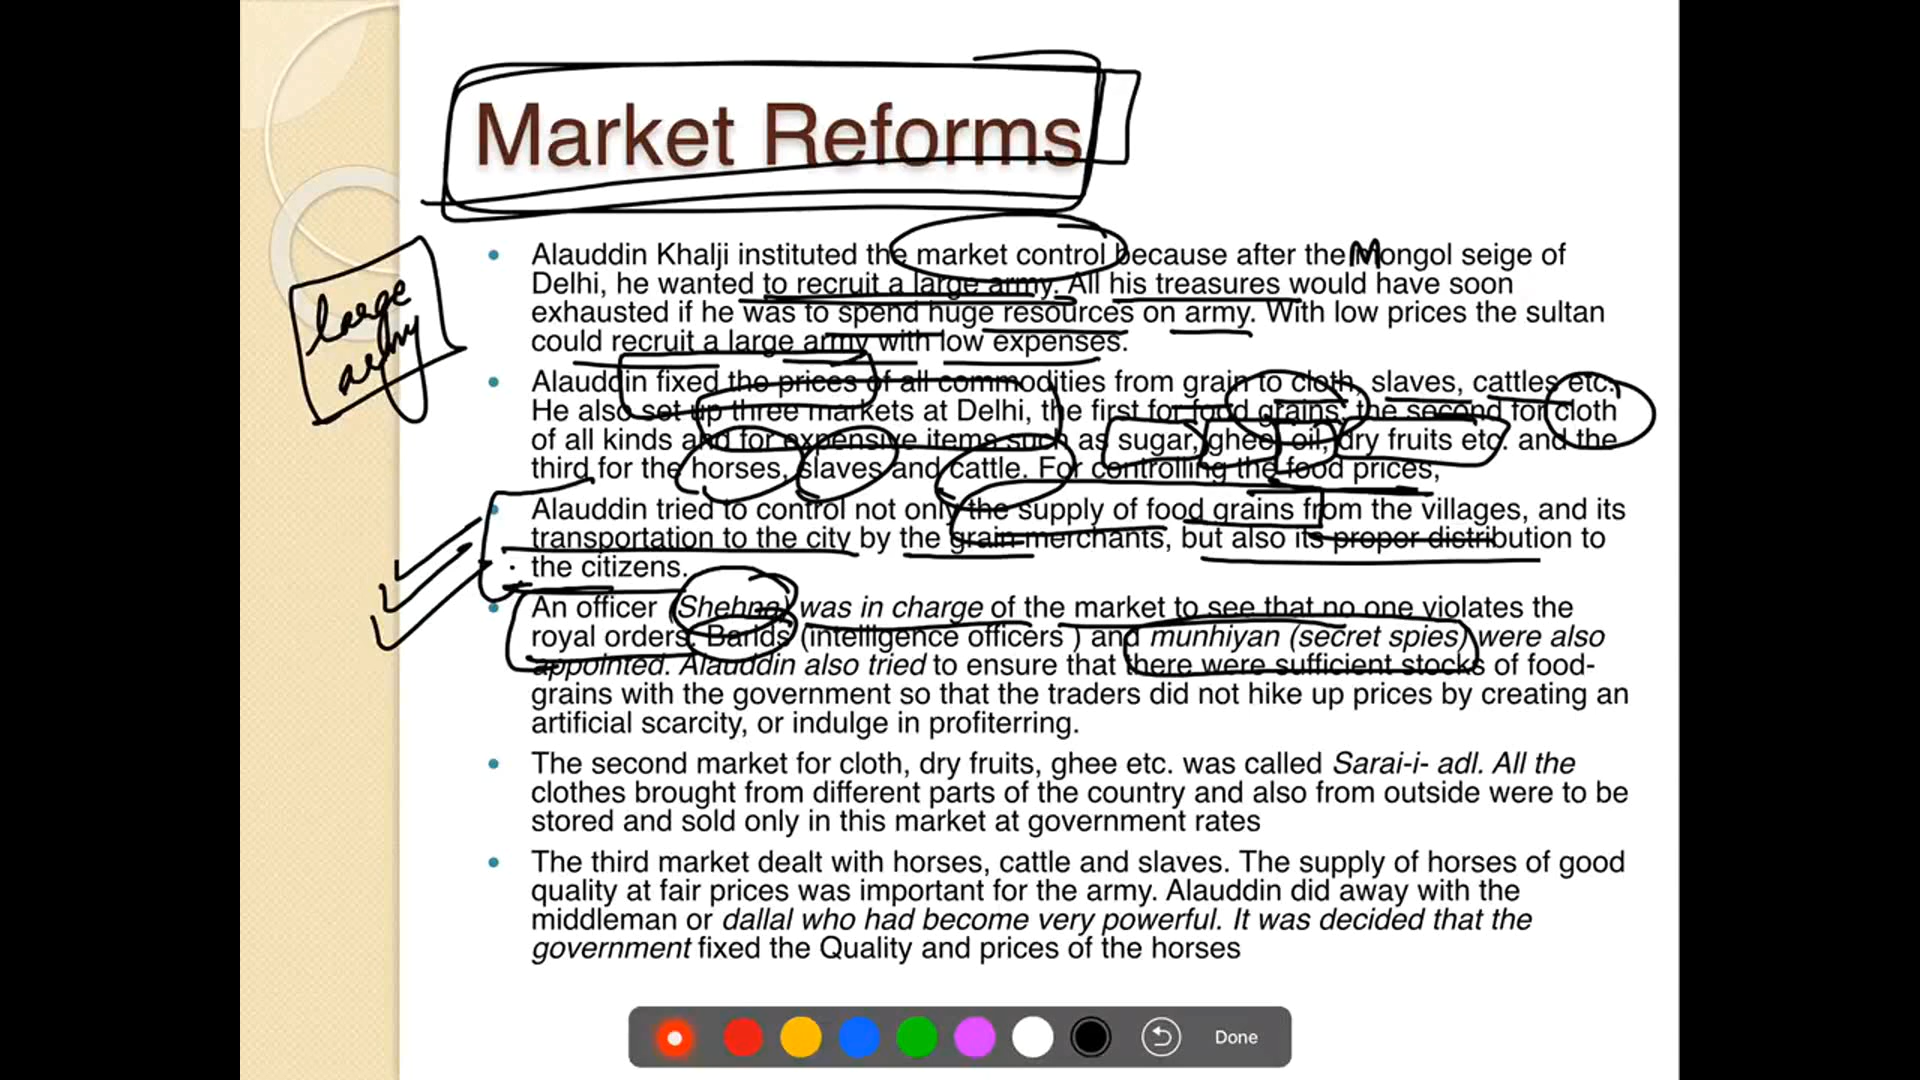 Market Reforms
large
army
Alauddin Khalji instituted the market control because after the Mongol seige of
Delhi, he wanted to recruit a large army. All his treasures would have soon
exhausted if he was to spend huge resources on army. With low prices the sultan
could recruit a large army with low expenses.
Alauddin fixed the prices of all commodities from grain to cloth, slaves, cattles etc.
He also set up three markets at Delhi, the first for food grains, the second for cloth
of all kinds and for expensive items such as sugar, ghee, oil, dry fruits etc. and the
third for the horses, slaves and cattle. For controlling the food prices,
Alauddin tried to control not only the supply of food grains from the villages, and its
transportation to the city by the grain merchants, but also its proper distribution to
the citizens.
An officer (Shehna) was in charge of the market to see that no one violates the
royal orders. Barids (intelligence officers ) and munhiyan (secret spies) were also
appointed. Alauddin also tried to ensure that there were sufficient stocks of food-
grains with the government so that the traders did not hike up prices by creating an
artificial scarcity, or indulge in profiterring.
The second market for cloth, dry fruits, ghee etc. was called Sarai-i- adl. All the
clothes brought from different parts of the country and also from outside were to be
stored and sold only in this market at government rates
The third market dealt with horses, cattle and slaves. The supply of horses of good
quality at fair prices was important for the army. Alauddin did away with the
middleman or dallal who had become very powerful. It was decided that the
government fixed the Quality and prices of the horses
Done